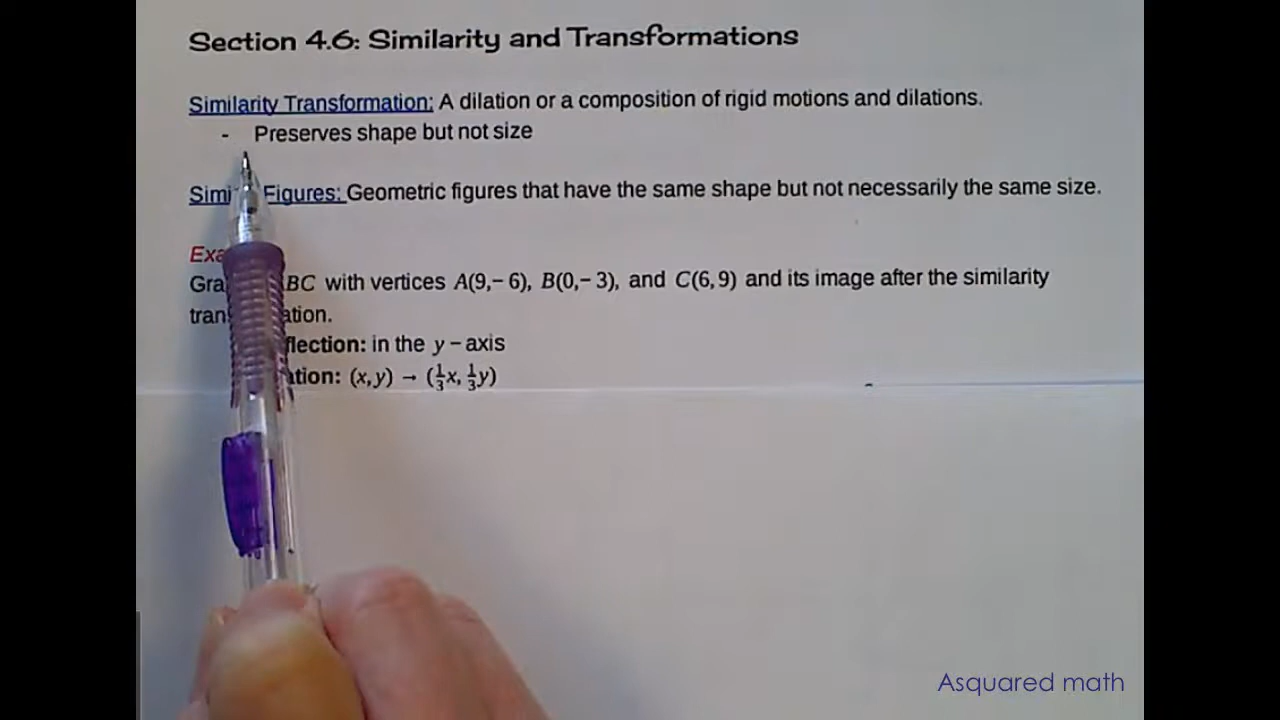 Section 4.6: Similarity and Transformations
Similarity Transformation: A dilation or a composition of rigid motions and dilations.
- Preserves shape but not size
Figures: Geometric figures that have the same shape but not necessarily the same size.
BC with vertices A(9,− 6), B(0,− 3), and C(6, 9) and its image after the similarity
in the y − axis
(x, y) → (⅓x, ⅓y)
Asquared math